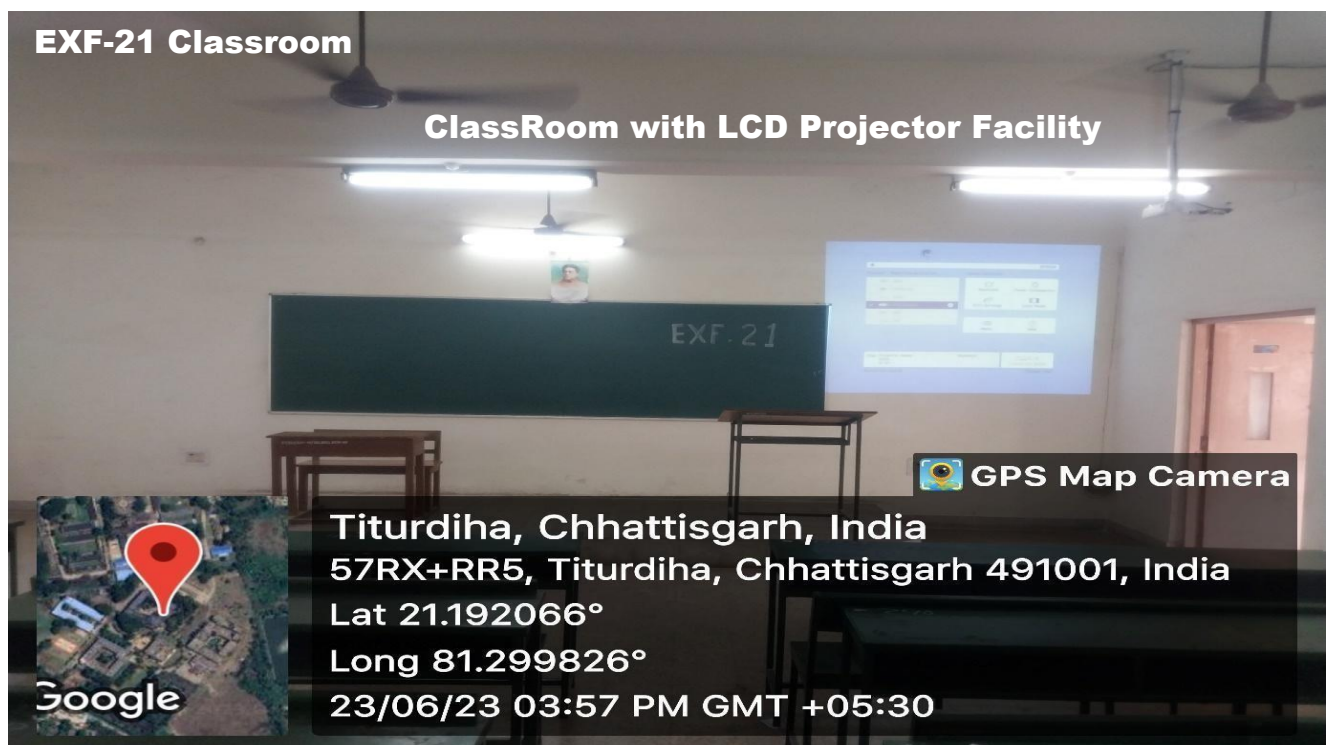 EXF-21 Classroom
ClassRoom with LCD Projector Facility
EXF. 21
GPS Map Camera
Titurdiha, Chhattisgarh, India
57RX+RR5, Titurdiha, Chhattisgarh 491001, India
Lat 21.192066°
Long 81.299826°
23/06/23 03:57 PM GMT +05:30
Google